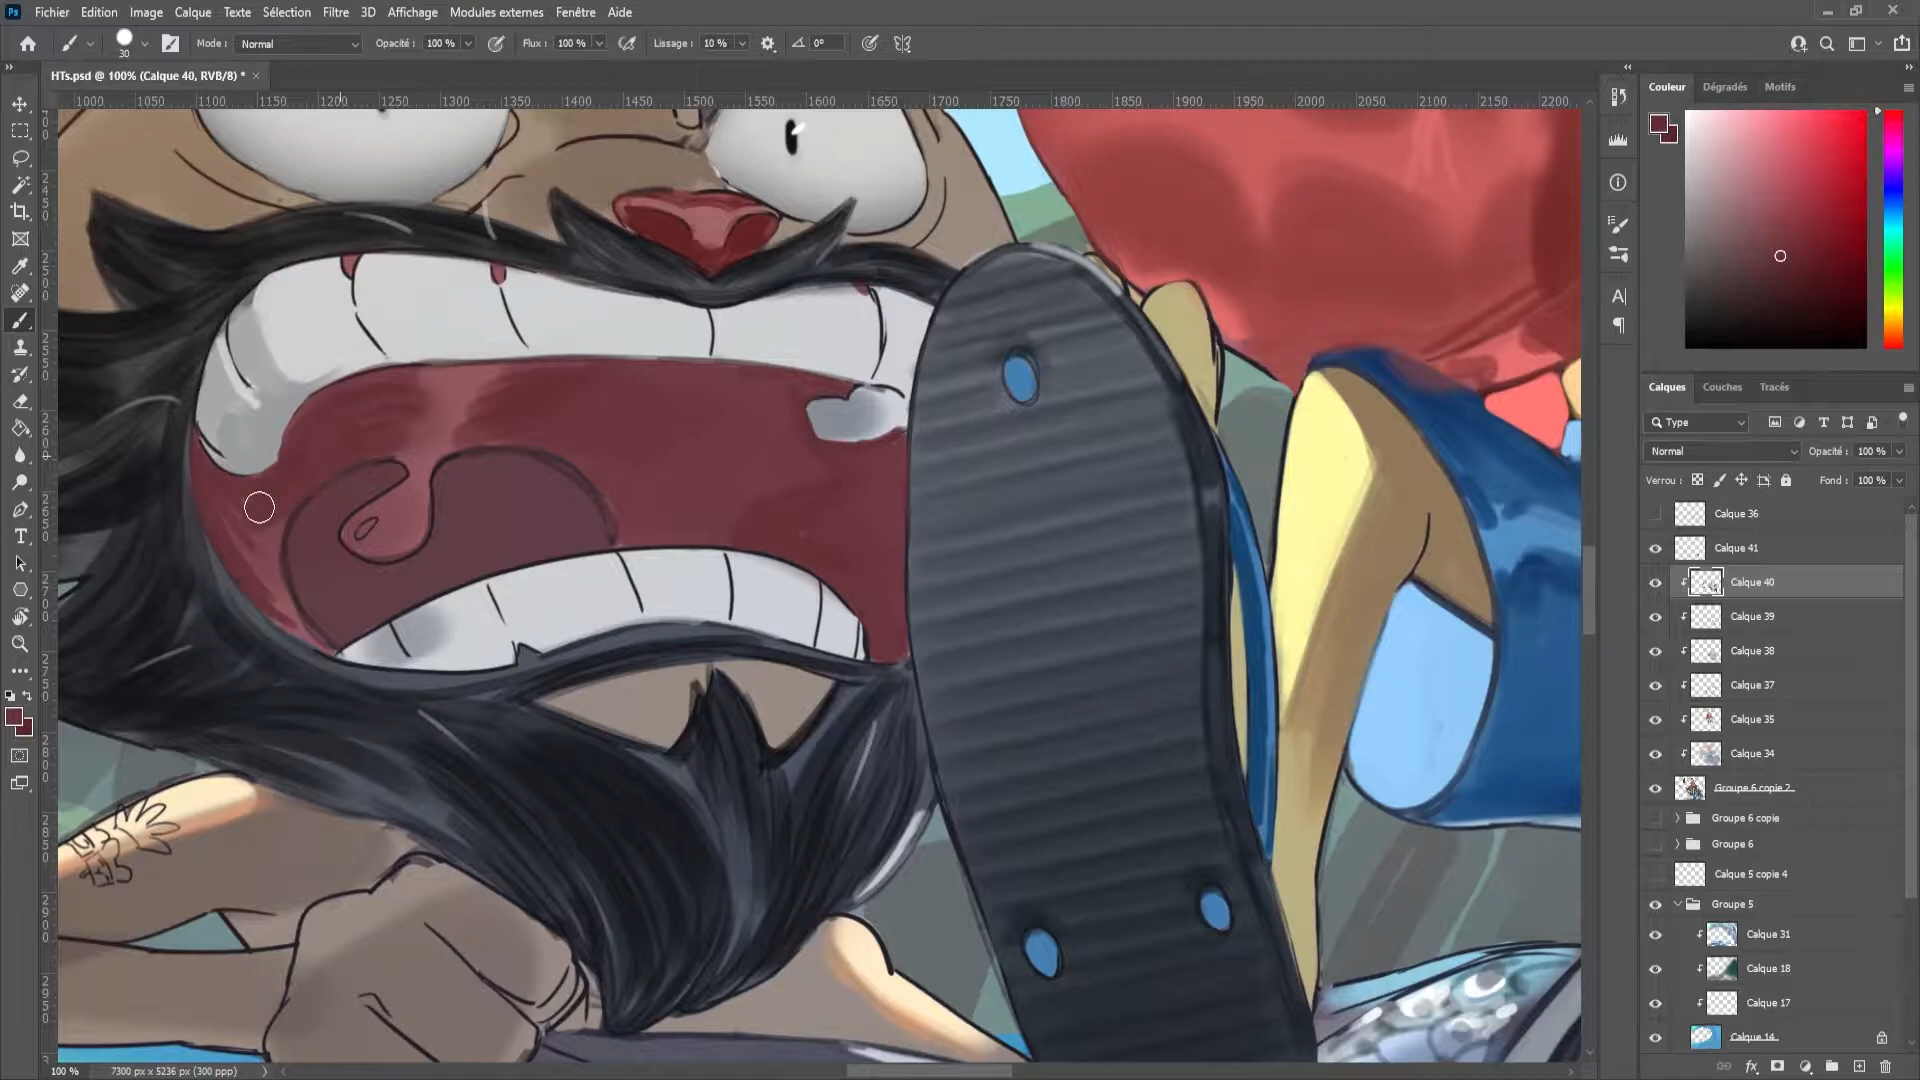 Ps Fichier Edition Image Calque Texte Sélection Filtre 3D Affichage Modules externes Fenêtre Aide
30 Mode : Normal Opacité : 100 % Flux : 100 % Lissage : 10 % 0°
HTs.psd @ 100% (Calque 40, RVB/8) * ×
1000 1050 1100 1150 1200 1250 1300 1350 1400 1450 1500 1550 1600 1650 1700 1750 1800 1850 1900 1950 2000 2050 2100 2150 2200
Couleur Dégradés Motifs
Calques Couches Tracés
Type
Normal Opacité : 100 %
Verrou : Fond : 100 %
Calque 36
Calque 41
Calque 40
Calque 39
Calque 38
Calque 37
Calque 35
Calque 34
Groupe 6 copie 2
Groupe 6 copie
Groupe 6
Calque 5 copie 4
Groupe 5
Calque 31
Calque 18
Calque 17
Calque 14
100 % 7300 px x 5236 px (300 ppp)